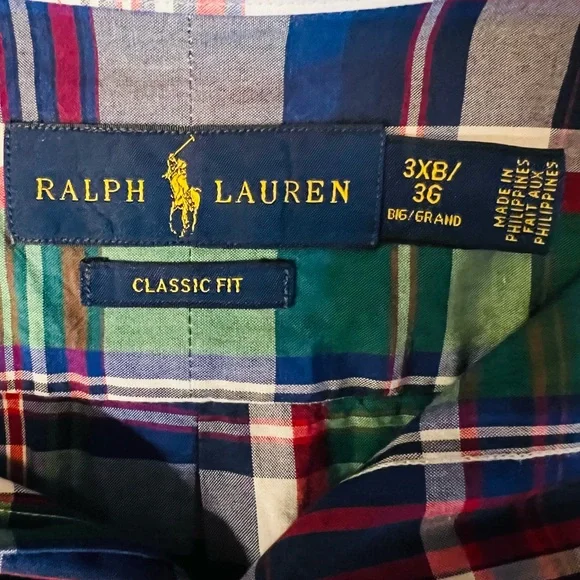 RALPH LAUREN
CLASSIC FIT
3XB/
3G
BIG/GRAND
MADE IN
PHILIPPINES
FAIT AUX
PHILIPPINES